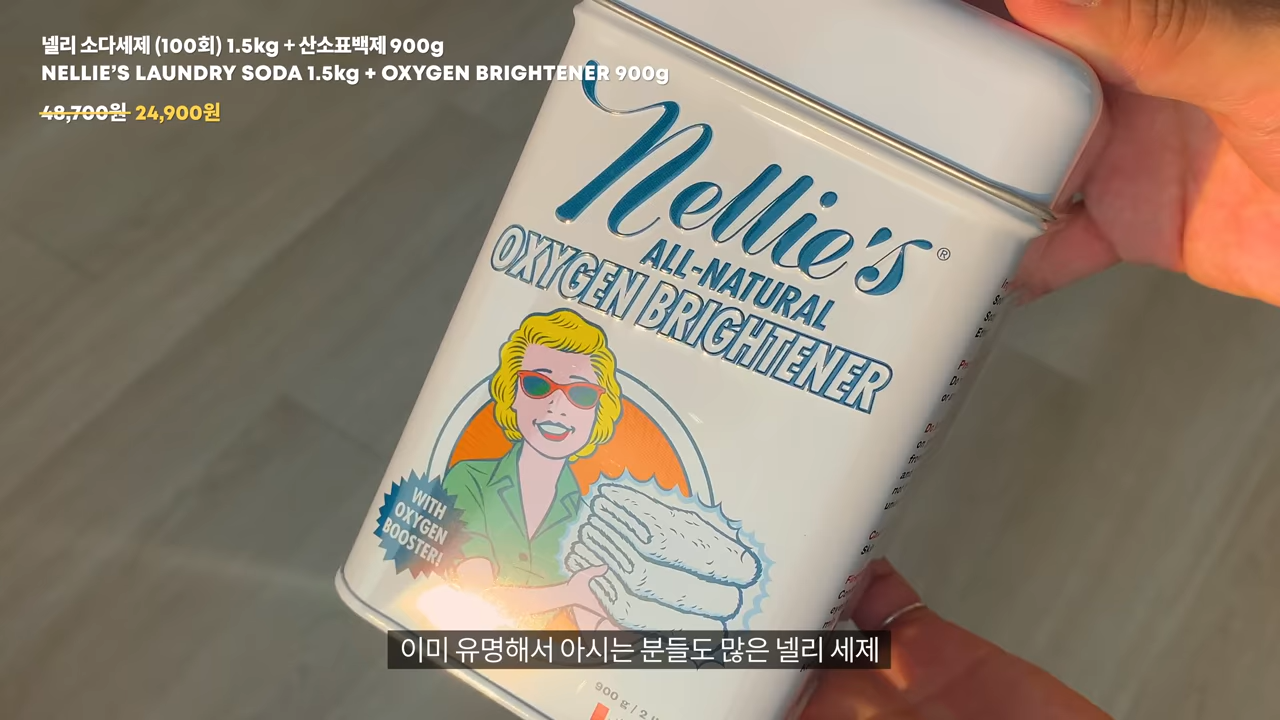 넬리 소다세제 (100회) 1.5kg + 산소표백제 900g
NELLIE'S LAUNDRY SODA 1.5kg + OXYGEN BRIGHTENER 900g
48,700원 24,900원
Nellie's®
ALL-NATURAL
OXYGEN BRIGHTENER
WITH
OXYGEN
BOOSTER!
이미 유명해서 아시는 분들도 많은 넬리 세제
900 g / 2